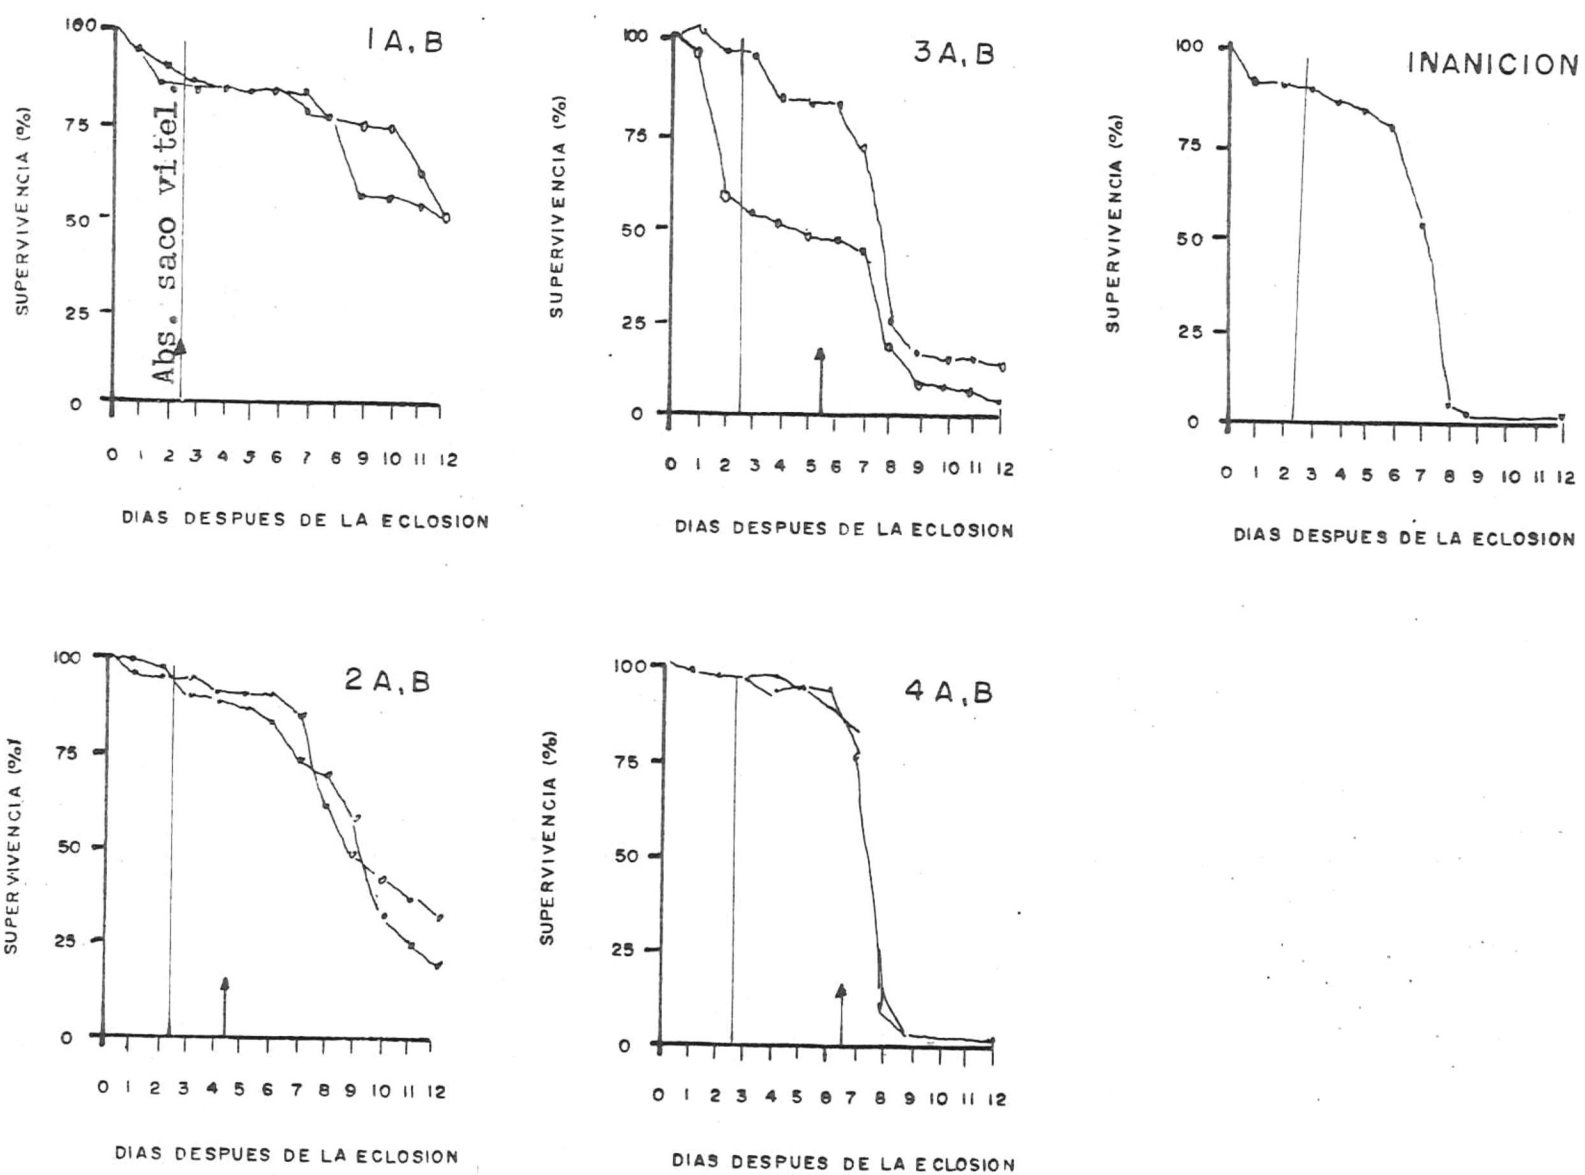 1 A, B
SUPERVIVENCIA (%)
100
75
50
25
0
Abs. saco vitel.
0 1 2 3 4 5 6 7 8 9 10 11 12
DIAS DESPUES DE LA ECLOSION
3 A, B
SUPERVIVENCIA (%)
100
75
50
25
0
0 1 2 3 4 5 6 7 8 9 10 11 12
DIAS DESPUES DE LA ECLOSION
INANICION
SUPERVIVENCIA (%)
100
75
50
25
0
0 1 2 3 4 5 6 7 8 9 10 11 12
DIAS DESPUES DE LA ECLOSION
2 A, B
SUPERVIVENCIA (%)
100
75
50
25
0
0 1 2 3 4 5 6 7 8 9 10 11 12
DIAS DESPUES DE LA ECLOSION
4 A, B
SUPERVIVENCIA (%)
100
75
50
25
0
0 1 2 3 4 5 6 7 8 9 10 11 12
DIAS DESPUES DE LA ECLOSION